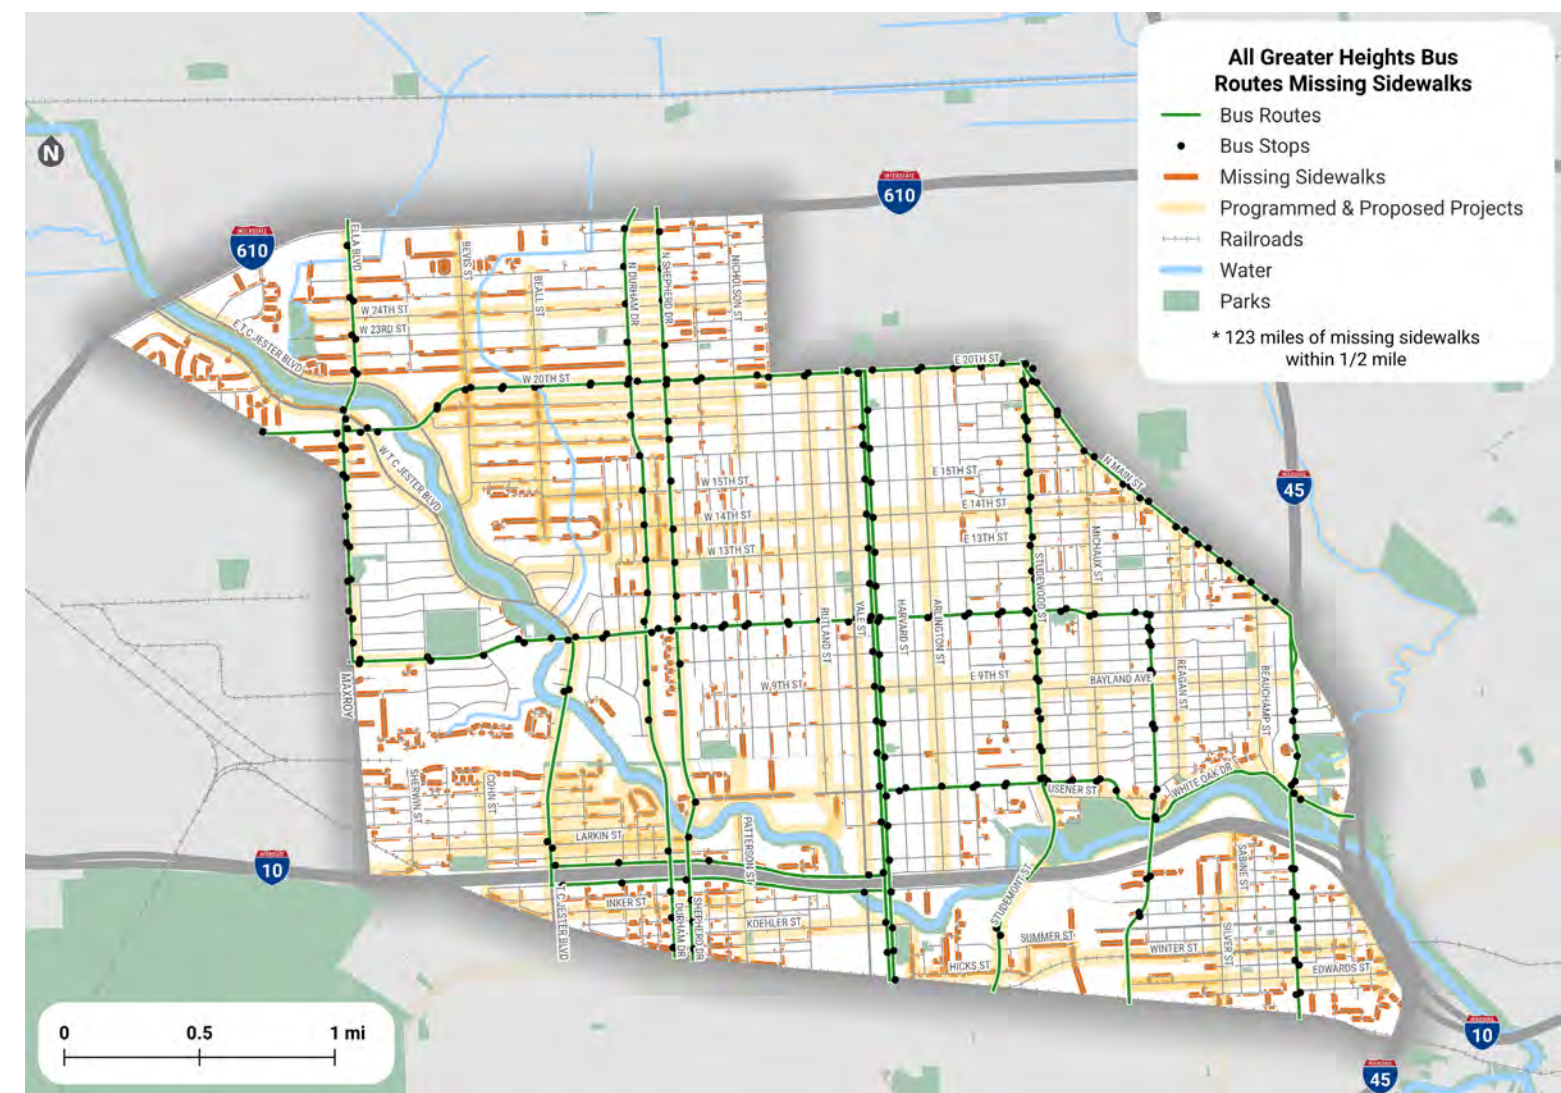 All Greater Heights Bus
Routes Missing Sidewalks
Bus Routes
Bus Stops
Missing Sidewalks
Programmed & Proposed Projects
Railroads
Water
Parks
* 123 miles of missing sidewalks
within 1/2 mile
N
INTERSTATE
610
INTERSTATE
610
ELLA BLVD
BEVIS ST
BEALL ST
N DURHAM DR
N SHEPHERD DR
NICHOLSON ST
W 24TH ST
W 23RD ST
E T C JESTER BLVD
W 20TH ST
E 20TH ST
W T C JESTER BLVD
N MAIN ST
INTERSTATE
45
W 15TH ST
E 15TH ST
W 14TH ST
E 14TH ST
W 13TH ST
E 13TH ST
MICHAUX ST
STUDEWOOD ST
RUTLAND ST
YALE ST
HARVARD ST
ARLINGTON ST
W 9TH ST
E 9TH ST
BAYLAND AVE
REAGAN ST
BEAUCHAMP ST
MAXROY
SHERWIN ST
COHN ST
LARKIN ST
PATTERSON ST
USENER ST
WHITE OAK DR
INTERSTATE
10
INKER ST
T C JESTER BLVD
DURHAM DR
SHEPHERD DR
KOEHLER ST
STUDEMONT ST
HICKS ST
SUMMER ST
WINTER ST
SABINE ST
SILVER ST
EDWARDS ST
0
0.5
1 mi
INTERSTATE
10
INTERSTATE
45